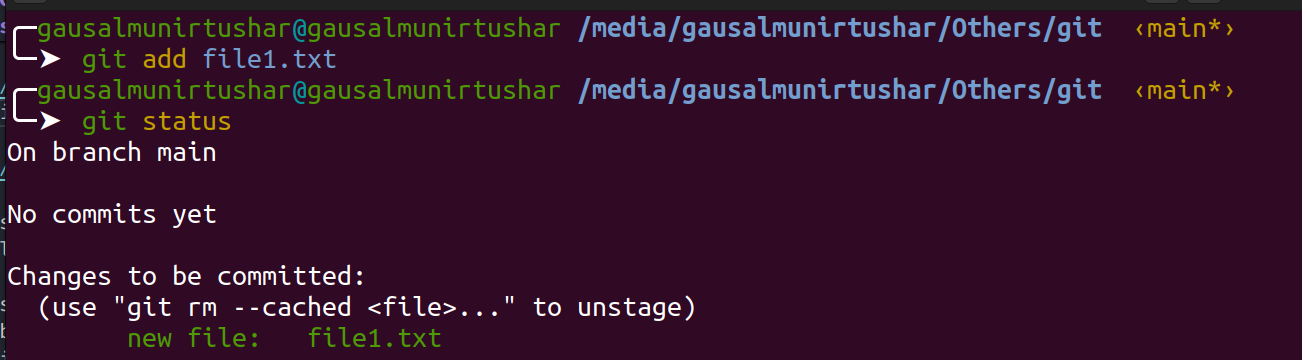 gausalmunirtushar@gausalmunirtushar /media/gausalmunirtushar/Others/git ‹main*›
➤ git add file1.txt
gausalmunirtushar@gausalmunirtushar /media/gausalmunirtushar/Others/git ‹main*›
➤ git status
On branch main
No commits yet
Changes to be committed:
(use "git rm --cached <file>..." to unstage)
new file: file1.txt